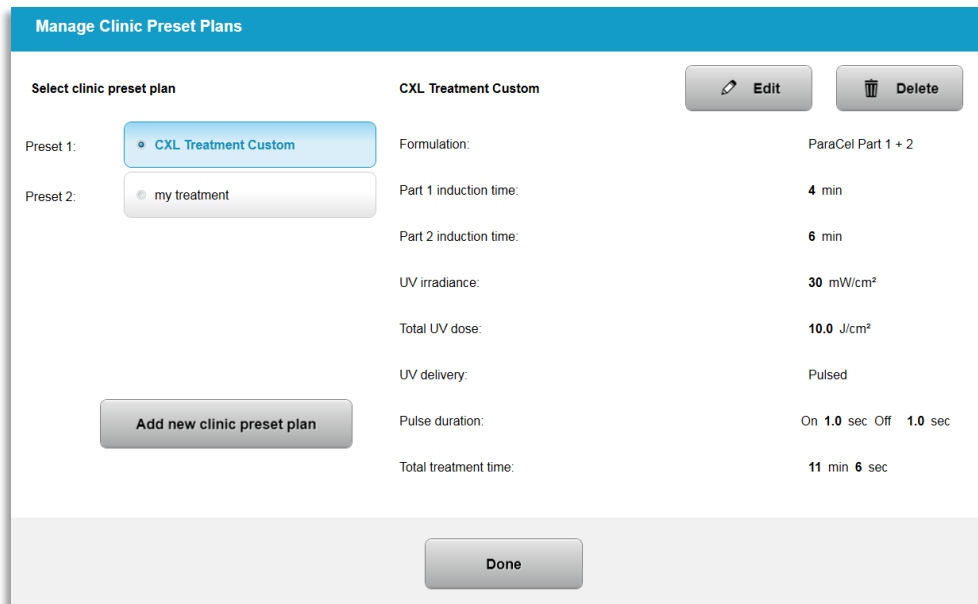 Manage Clinic Preset Plans
Select clinic preset plan
CXL Treatment Custom
Edit
Delete
Preset 1:
CXL Treatment Custom
Formulation:
ParaCel Part 1 + 2
Preset 2:
my treatment
Part 1 induction time:
4 min
Part 2 induction time:
6 min
UV irradiance:
30 mW/cm²
Total UV dose:
10.0 J/cm²
UV delivery:
Pulsed
Add new clinic preset plan
Pulse duration:
On 1.0 sec Off 1.0 sec
Total treatment time:
11 min 6 sec
Done